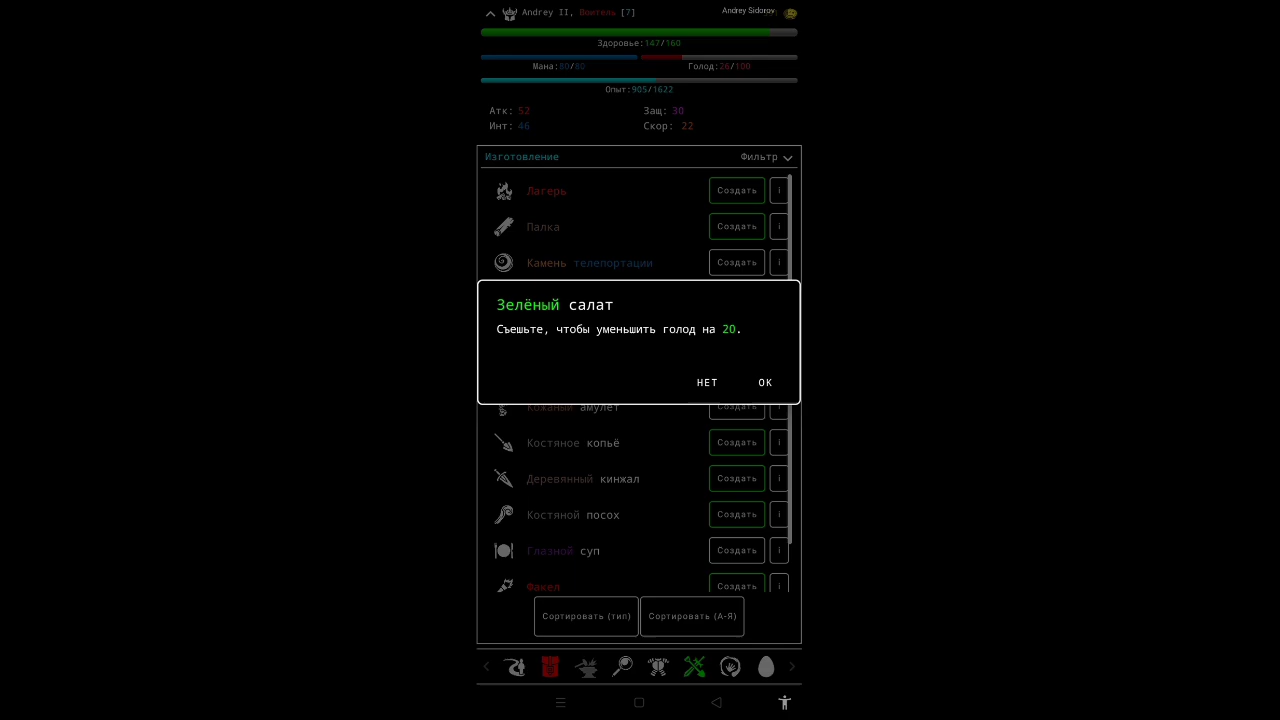 Andrey II, Воитель [7]
Andrey Sidorov
Здоровье:147/160
Мана:80/80
Голод:26/100
Опыт:905/1622
Атк: 52
Защ: 30
Инт: 46
Скор: 22
Изготовление
Фильтр
Лагерь
Создать
i
Палка
Создать
i
Камень телепортации
Создать
i
Зелёный салат
Съешьте, чтобы уменьшить голод на 20.
НЕТ
OK
Кожаный амулет
Создать
i
Костяное копьё
Создать
i
Деревянный кинжал
Создать
i
Костяной посох
Создать
i
Глазной суп
Создать
i
Факел
Создать
i
Сортировать (тип)
Сортировать (А-Я)